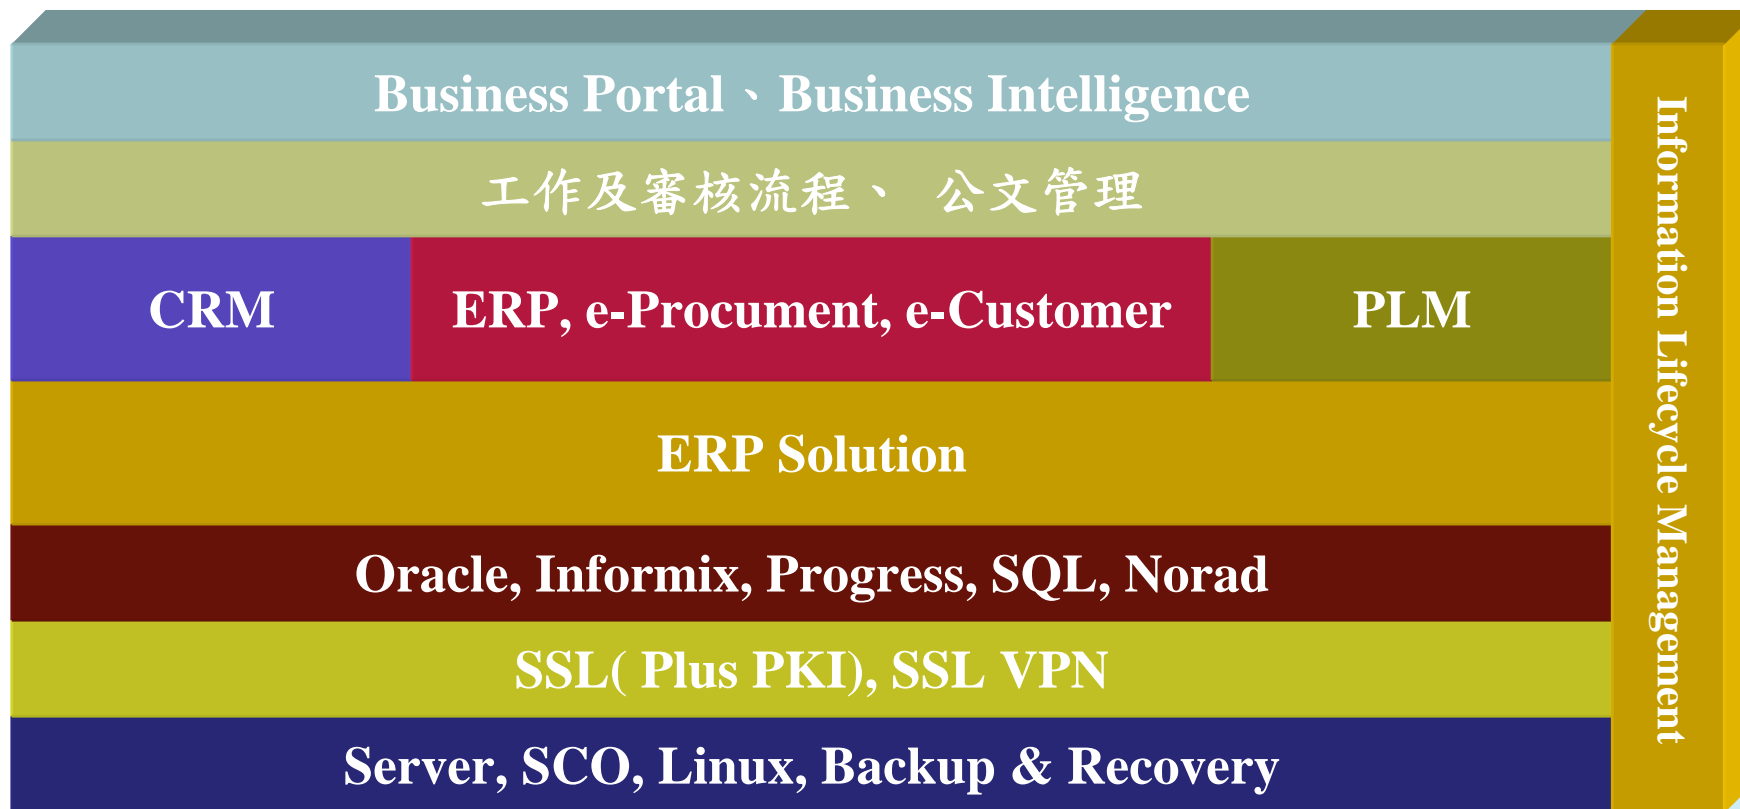 Business Portal、Business Intelligence
工作及審核流程、 公文管理
CRM
ERP, e-Procument, e-Customer
PLM
ERP Solution
Oracle, Informix, Progress, SQL, Norad
SSL( Plus PKI), SSL VPN
Server, SCO, Linux, Backup & Recovery
Information Lifecycle Management